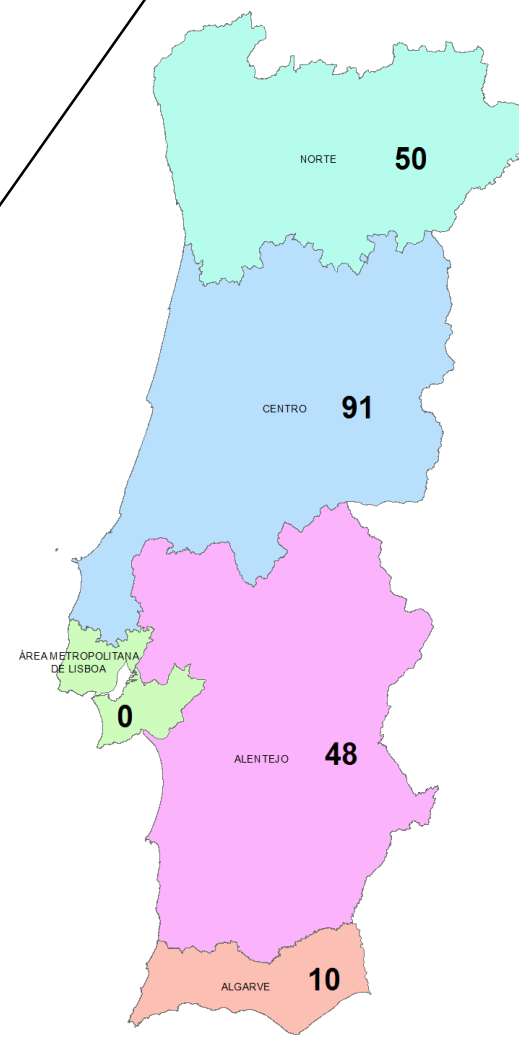 NORTE 50
CENTRO 91
ÁREA METROPOLITANA
DE LISBOA
0
ALENTEJO 48
ALGARVE 10